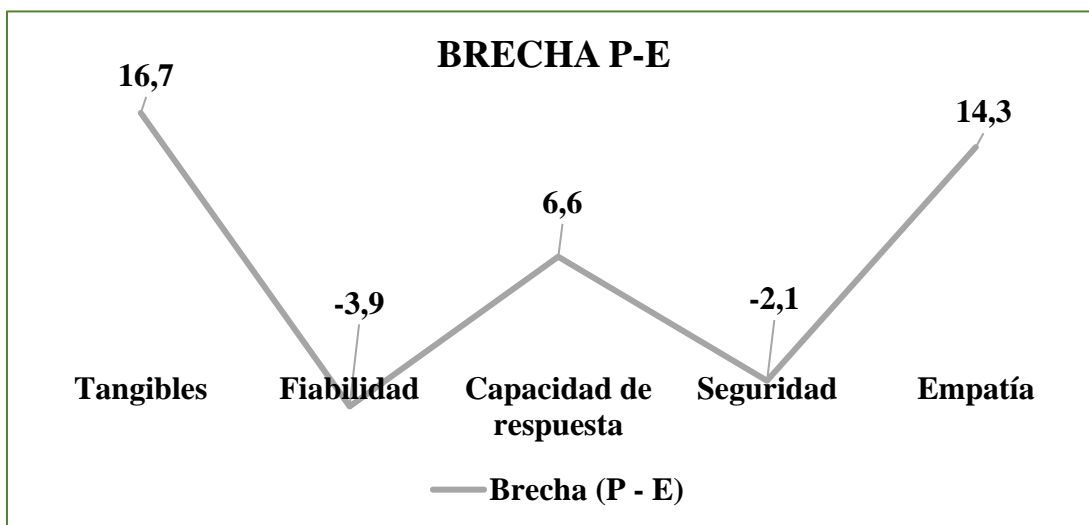 BRECHA P-E
16,7
-3,9
6,6
-2,1
14,3
Tangibles
Fiabilidad
Capacidad de
respuesta
Seguridad
Empatía
Brecha (P - E)